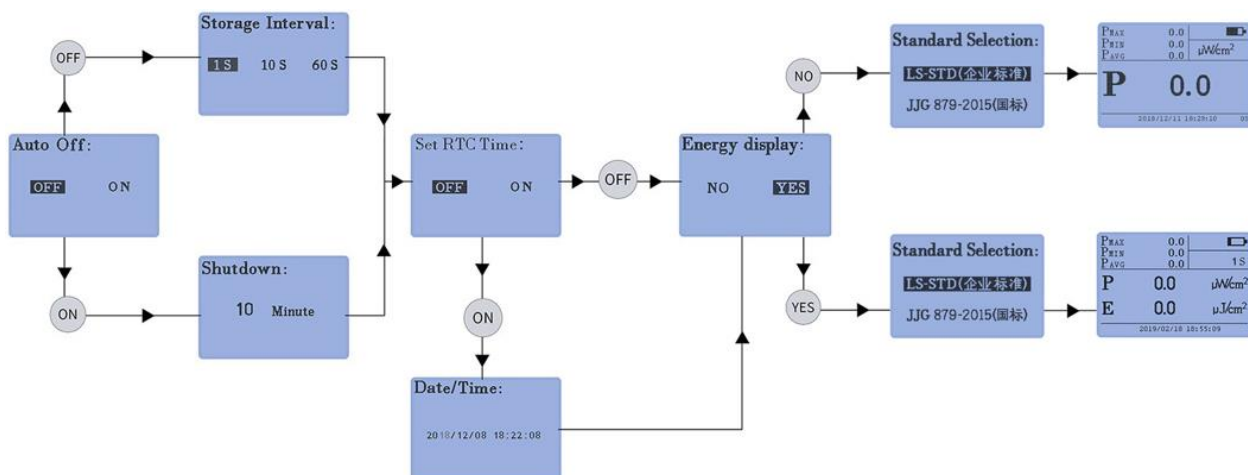 OFF
Storage Interval:
1S 10S 60S
Auto Off:
OFF ON
ON
Shutdown:
10 Minute
Set RTC Time:
OFF ON
OFF
ON
Date/Time:
2018/12/08 18:22:08
Energy display:
NO YES
NO
Standard Selection:
LS-STD(企业标准)
JJG 879-2015(国标)
PMAX 0.0
PMIN 0.0
PAVG 0.0
μW/cm²
P 0.0
2018/12/11 18:29:10
YES
Standard Selection:
LS-STD(企业标准)
JJG 879-2015(国标)
PMAX 0.0
PMIN 0.0
PAVG 0.0
1S
P 0.0 μW/cm²
E 0.0 μJ/cm²
2019/02/18 18:55:09